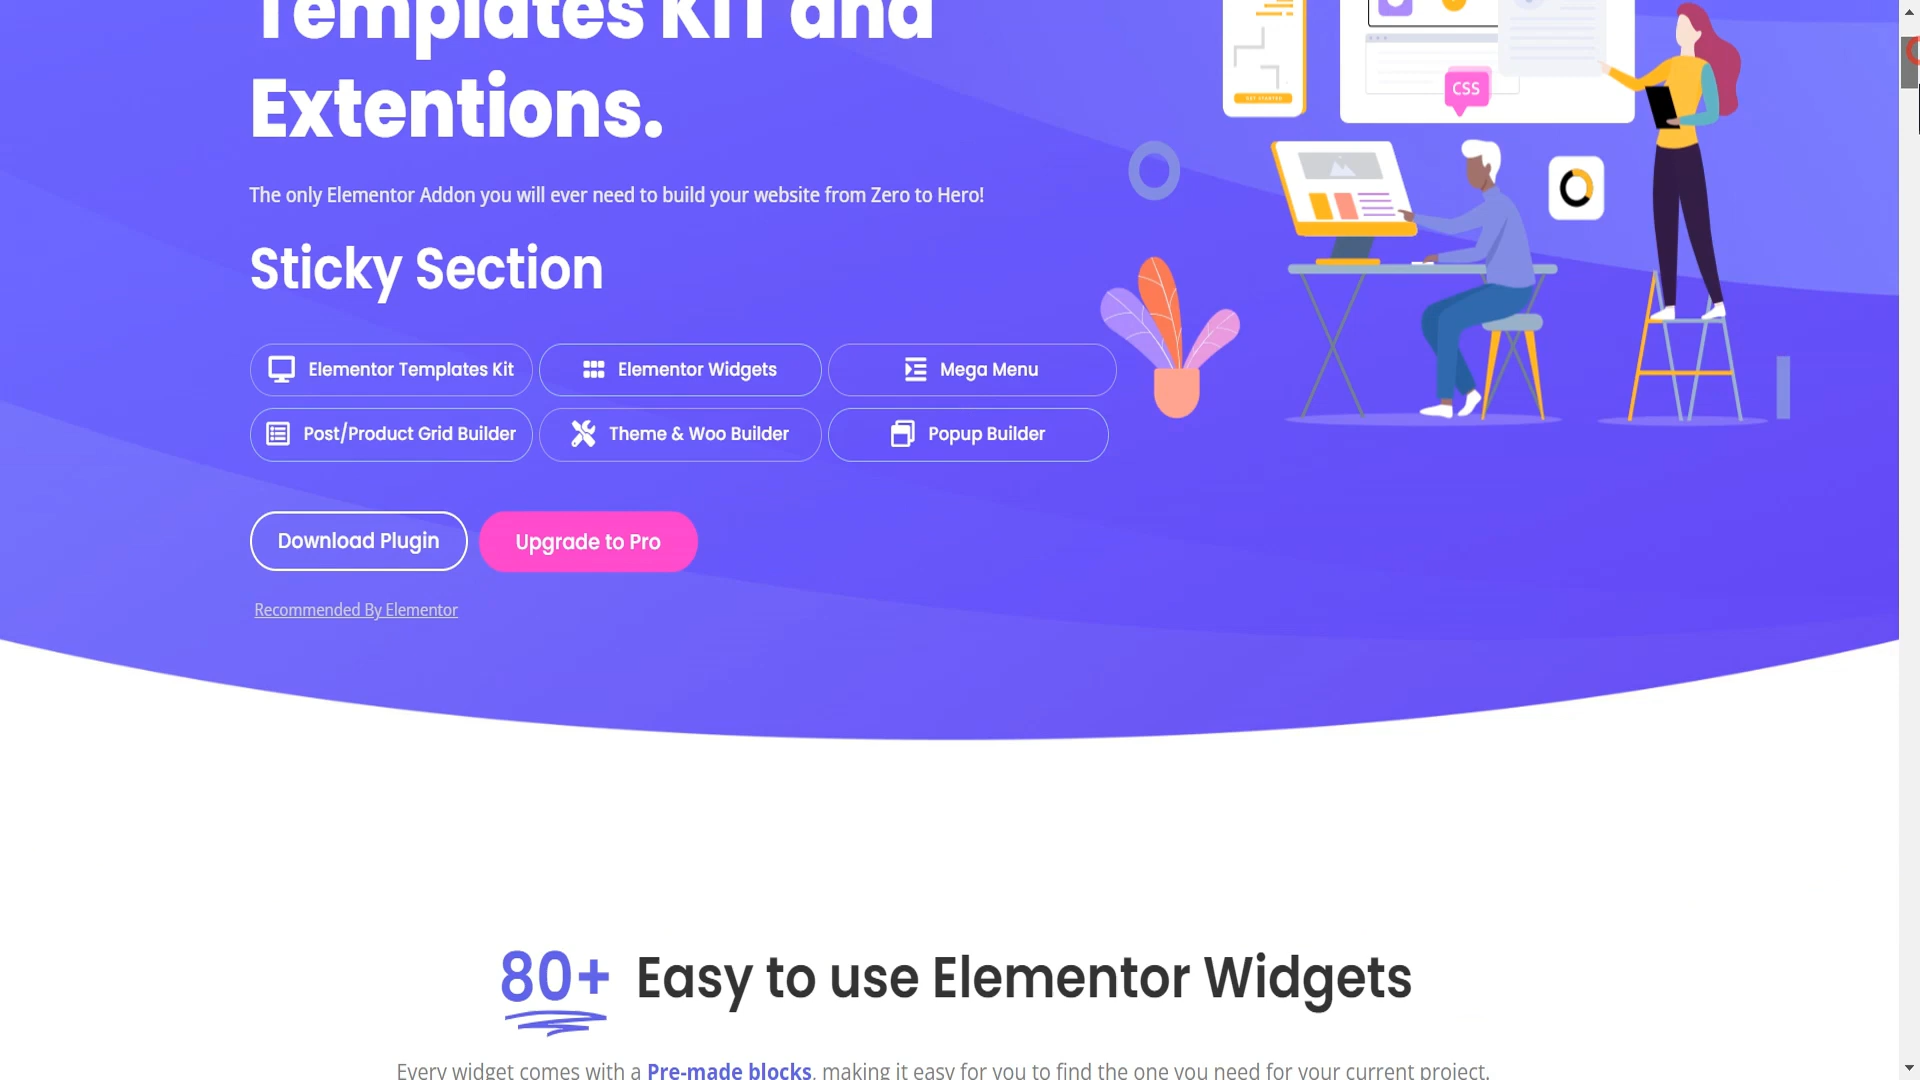 Templates KIT and
Extentions.
The only Elementor Addon you will ever need to build your website from Zero to Hero!
Sticky Section
Elementor Templates Kit
Elementor Widgets
Mega Menu
Post/Product Grid Builder
Theme & Woo Builder
Popup Builder
Download Plugin
Upgrade to Pro
Recommended By Elementor
GET STARTED
CSS
80+ Easy to use Elementor Widgets
Every widget comes with a Pre-made blocks, making it easy for you to find the one you need for your current project.